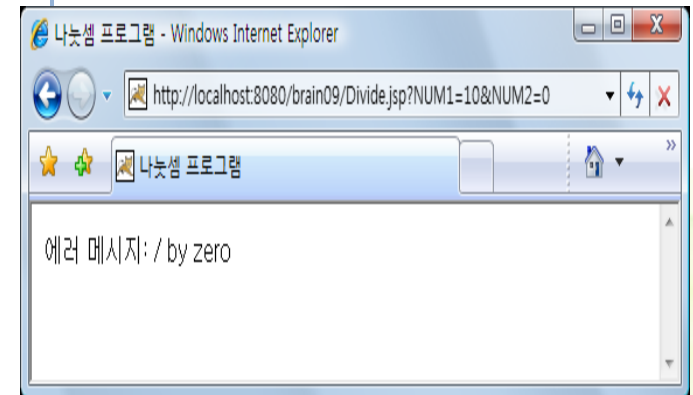 나눗셈 프로그램 - Windows Internet Explorer
http://localhost:8080/brain09/Divide.jsp?NUM1=10&NUM2=0
나눗셈 프로그램
에러 메시지: / by zero